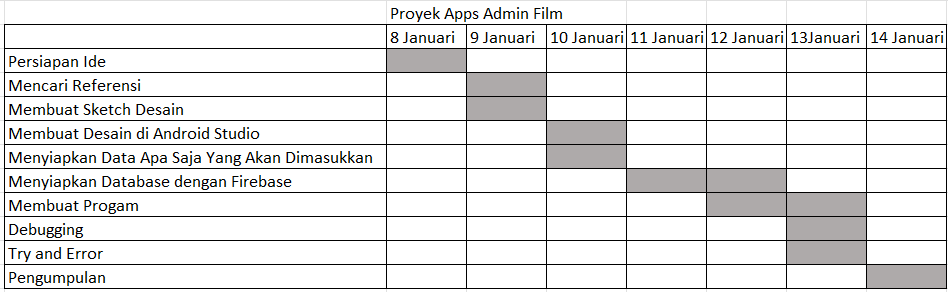 Proyek Apps Admin Film
8 Januari 9 Januari 10 Januari 11 Januari 12 Januari 13Januari 14 Januari
Persiapan Ide
Mencari Referensi
Membuat Sketch Desain
Membuat Desain di Android Studio
Menyiapkan Data Apa Saja Yang Akan Dimasukkan
Menyiapkan Database dengan Firebase
Membuat Progam
Debugging
Try and Error
Pengumpulan